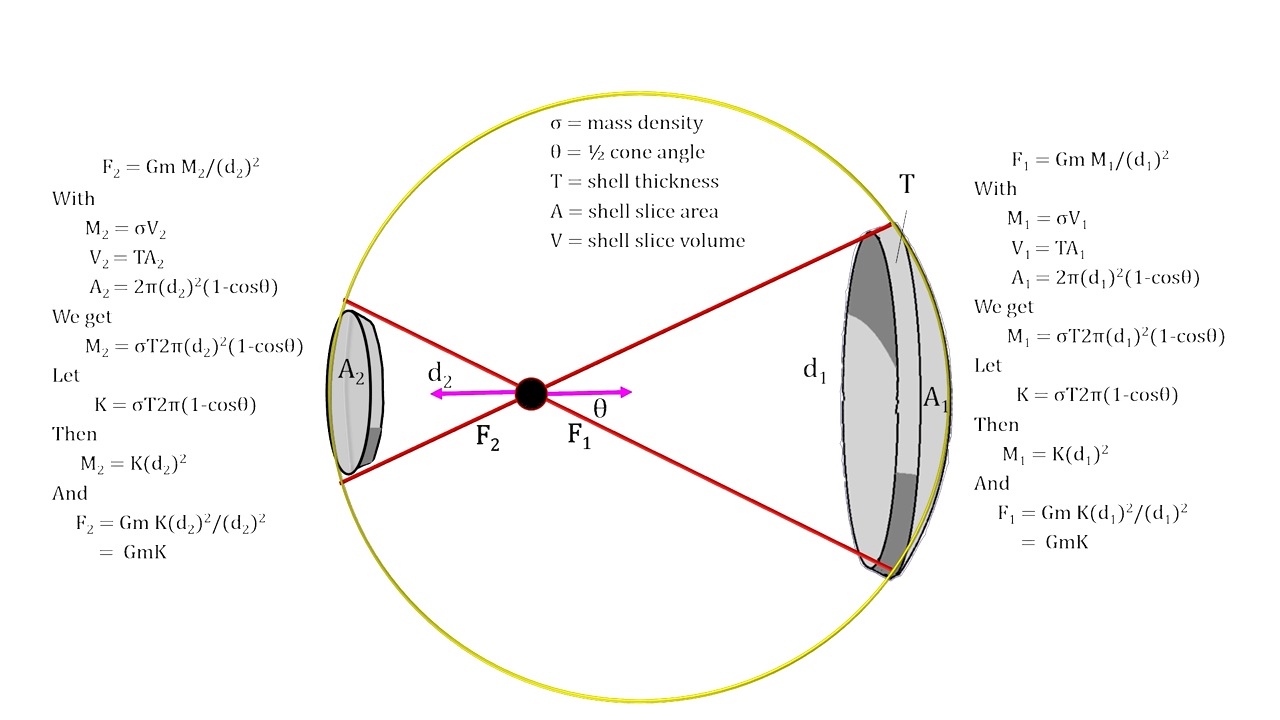 σ = mass density
θ = ½ cone angle
T = shell thickness
A = shell slice area
V = shell slice volume
F₂ = Gm M₂/(d₂)²
With
M₂ = σV₂
V₂ = TA₂
A₂ = 2π(d₂)²(1-cosθ)
We get
M₂ = σT2π(d₂)²(1-cosθ)
Let
K = σT2π(1-cosθ)
Then
M₂ = K(d₂)²
And
F₂ = Gm K(d₂)²/(d₂)²
= GmK
A₂
d₂
F₂
F₁
θ
d₁
T
A₁
F₁ = Gm M₁/(d₁)²
With
M₁ = σV₁
V₁ = TA₁
A₁ = 2π(d₁)²(1-cosθ)
We get
M₁ = σT2π(d₁)²(1-cosθ)
Let
K = σT2π(1-cosθ)
Then
M₁ = K(d₁)²
And
F₁ = Gm K(d₁)²/(d₁)²
= GmK